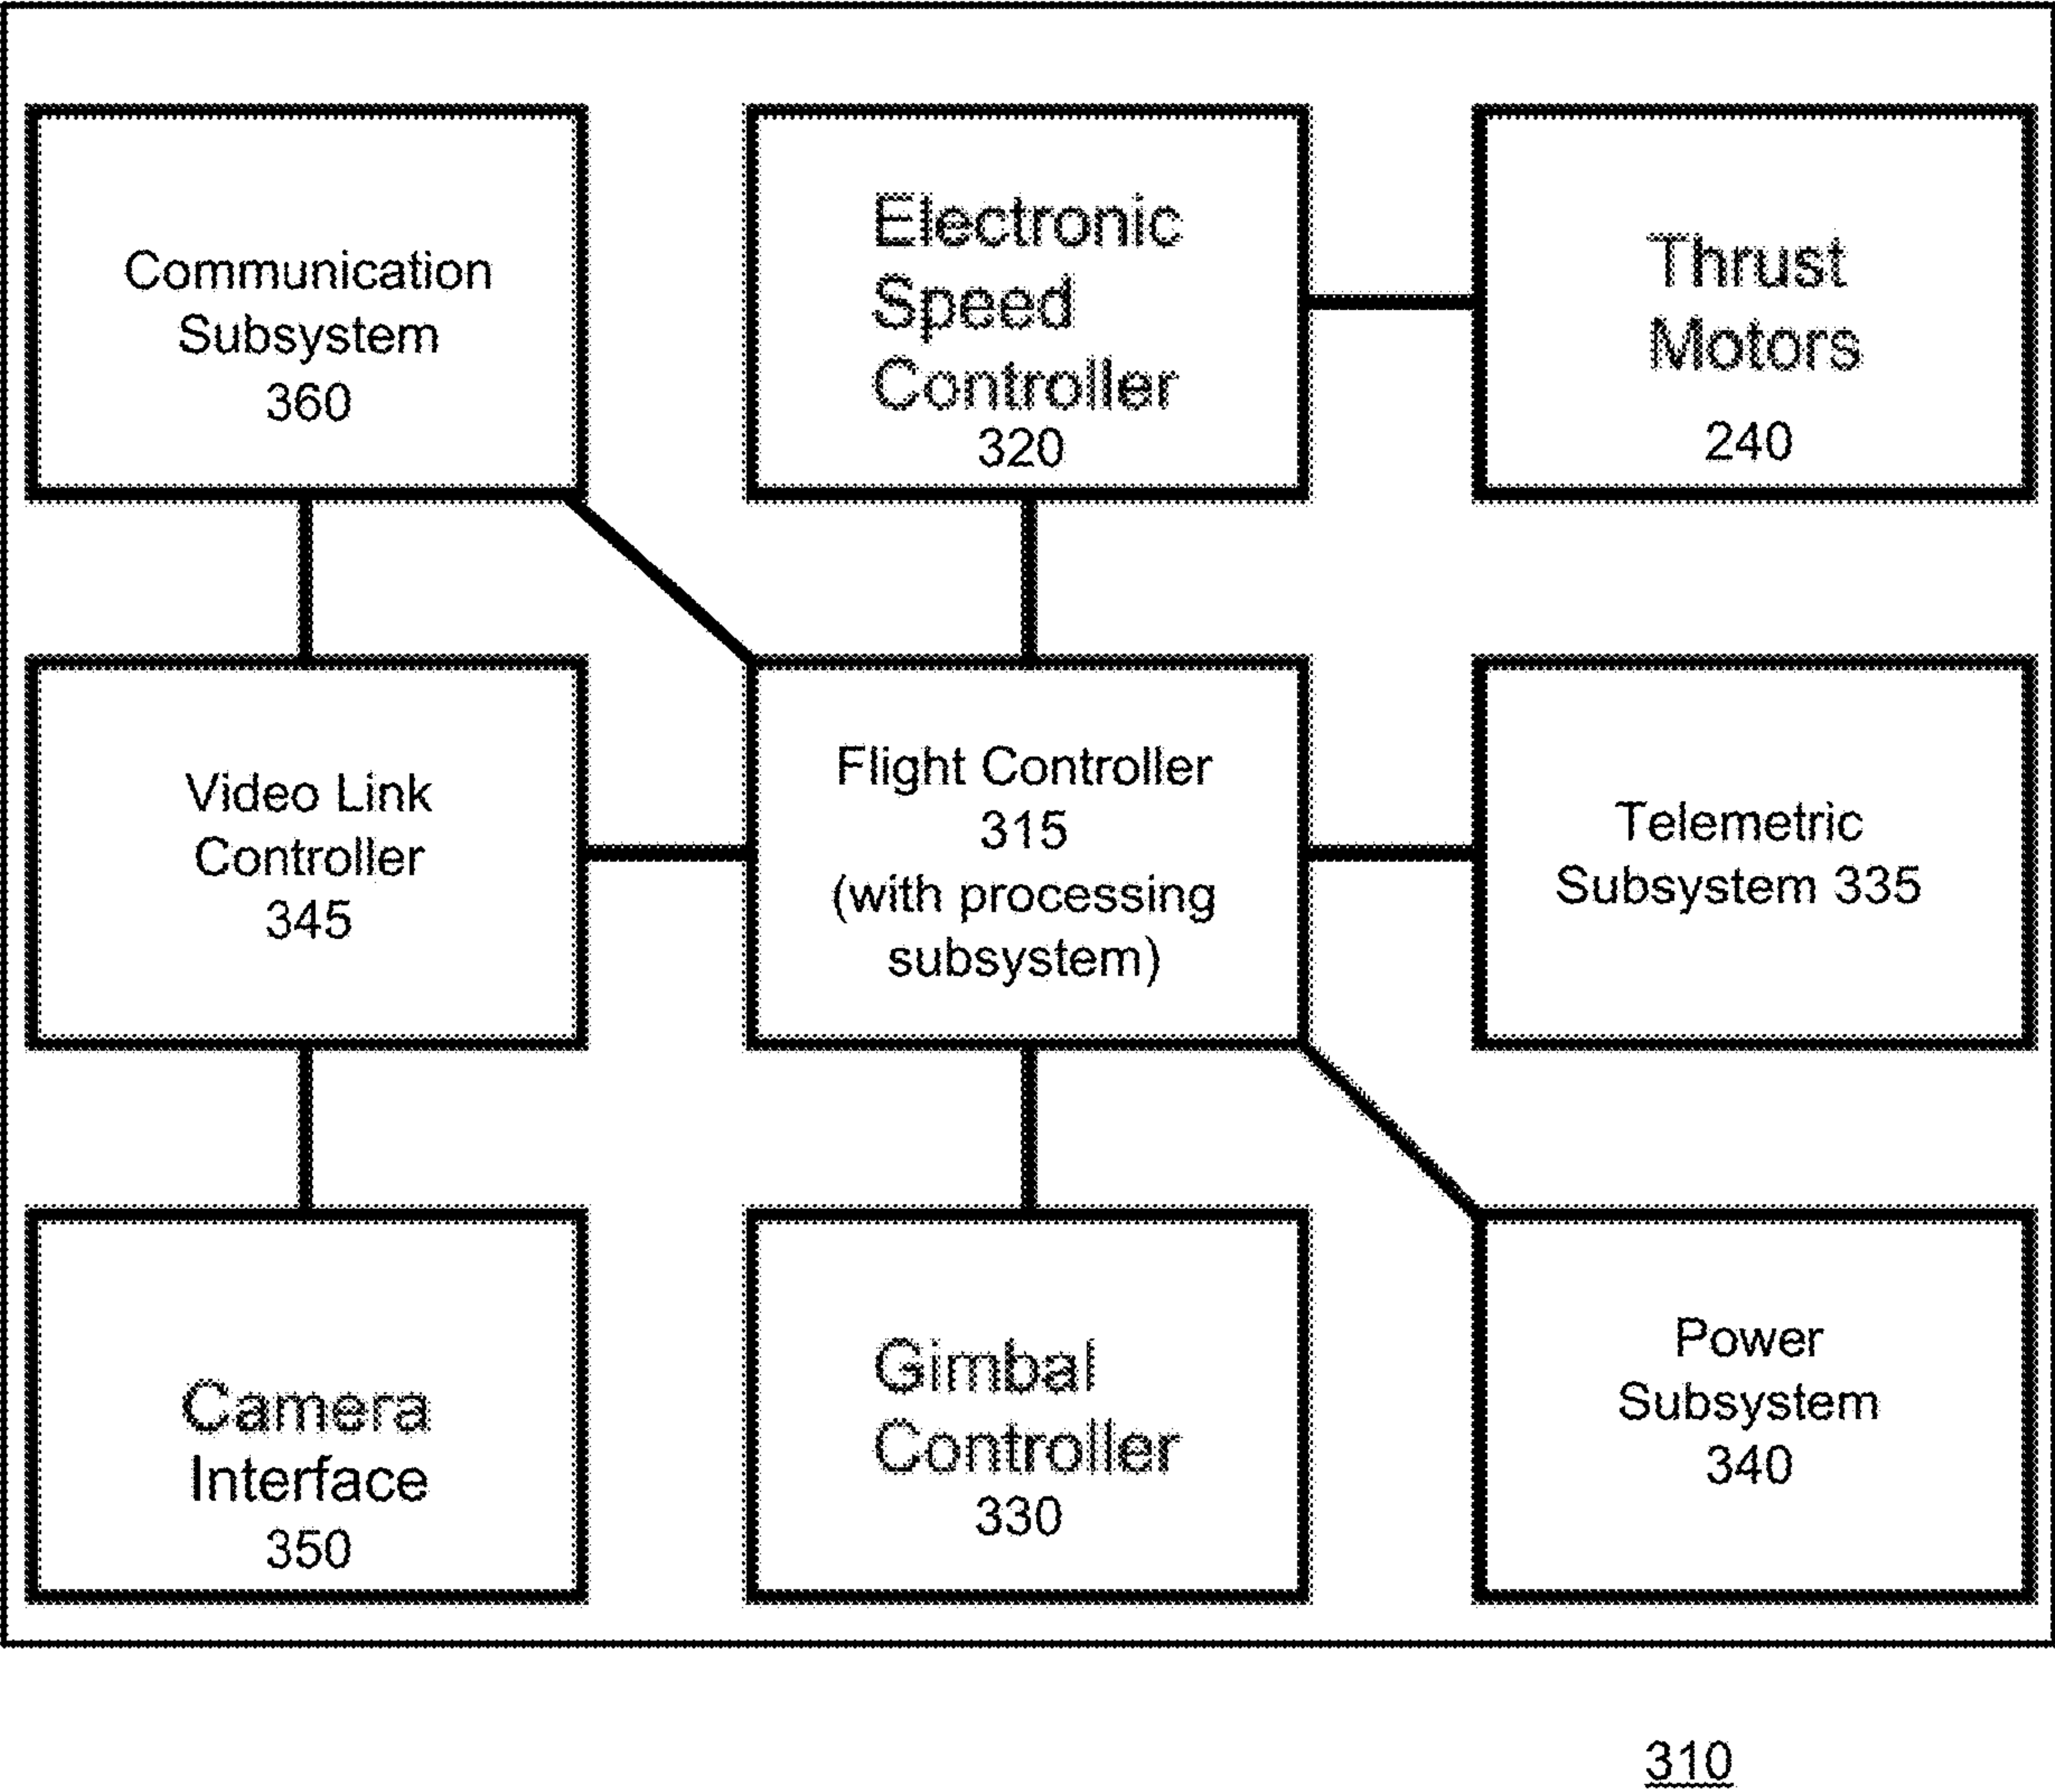 Communication
Subsystem
360
Electronic
Speed
Controller
320
Thrust
Motors
240
Video Link
Controller
345
Flight Controller
315
(with processing
subsystem)
Telemetric
Subsystem 335
Camera
Interface
350
Gimbal
Controller
330
Power
Subsystem
340
310